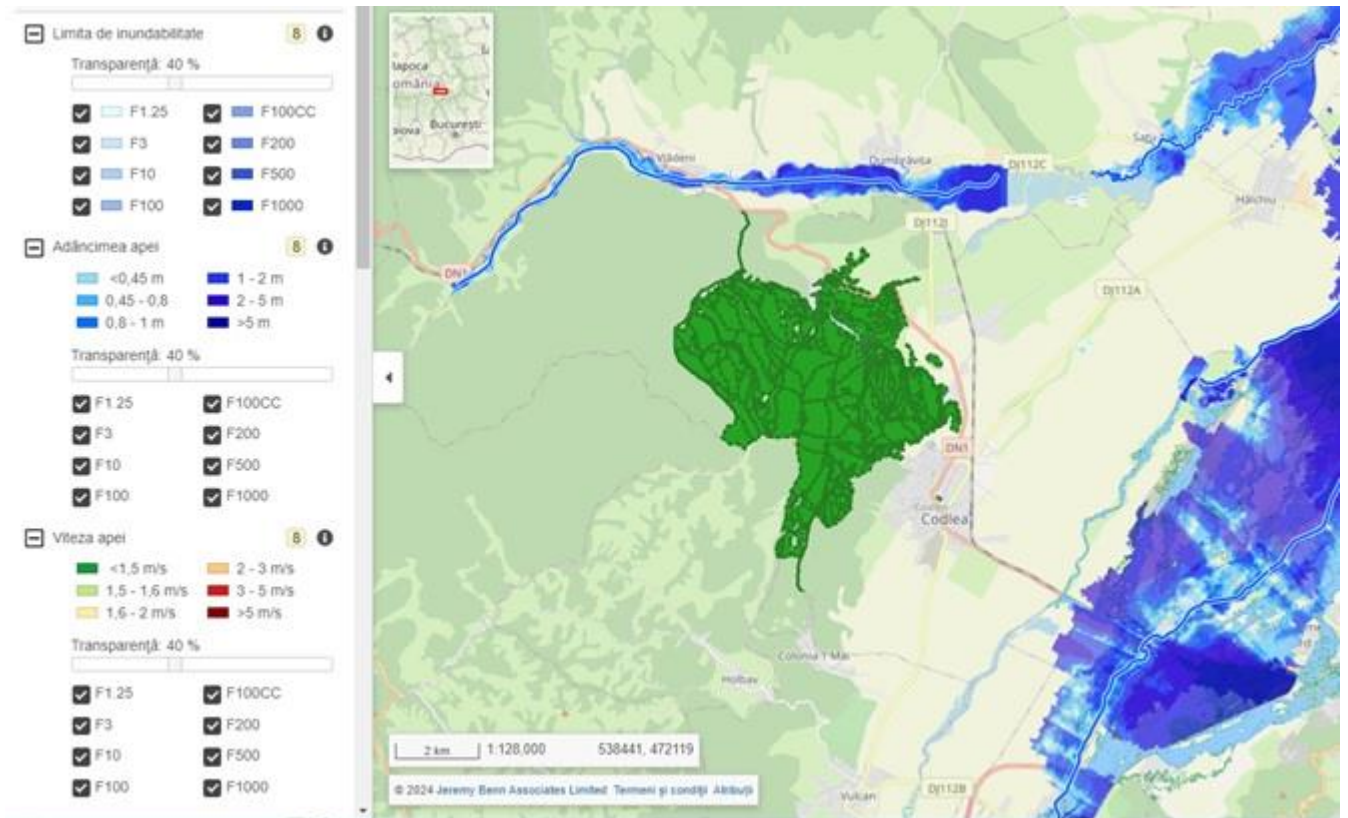 Limita de inundabilitate 8
Transparență: 40 %
F1.25 F100CC
F3 F200
F10 F500
F100 F1000
Adâncimea apei 8
<0,45 m 1 - 2 m
0,45 - 0,8 2 - 5 m
0,8 - 1 m >5 m
Transparență: 40 %
F1.25 F100CC
F3 F200
F10 F500
F100 F1000
Viteza apei 8
<1,5 m/s 2 - 3 m/s
1,5 - 1,6 m/s 3 - 5 m/s
1,6 - 2 m/s >5 m/s
Transparență: 40 %
F1.25 F100CC
F3 F200
F10 F500
F100 F1000
lapoca
omânia
aiova București
Vlădeni
Dumbrăvița
DJ112C
Hălchiu
DJ112J
DN1
DJ112A
DN1
Codlea
Colonia 1 Mai
Holbav
2 km 1:128.000 538441, 472119
© 2024 Jeremy Benn Associates Limited Termeni și condiții Atribuții
Vulcan
DJ112B